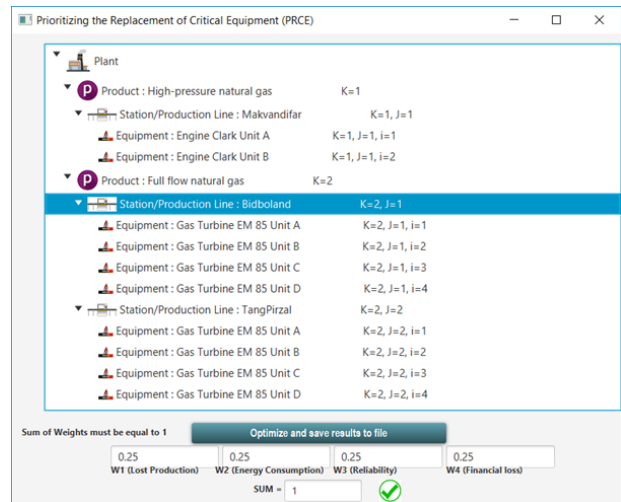 Prioritizing the Replacement of Critical Equipment (PRCE)
Plant
P Product : High-pressure natural gas K=1
Station/Production Line : Makvandifar K=1, J=1
Equipment : Engine Clark Unit A K=1, J=1, i=1
Equipment : Engine Clark Unit B K=1, J=1, i=2
P Product : Full flow natural gas K=2
Station/Production Line : Bidboland K=2, J=1
Equipment : Gas Turbine EM 85 Unit A K=2, J=1, i=1
Equipment : Gas Turbine EM 85 Unit B K=2, J=1, i=2
Equipment : Gas Turbine EM 85 Unit C K=2, J=1, i=3
Equipment : Gas Turbine EM 85 Unit D K=2, J=1, i=4
Station/Production Line : TangPirzal K=2, J=2
Equipment : Gas Turbine EM 85 Unit A K=2, J=2, i=1
Equipment : Gas Turbine EM 85 Unit B K=2, J=2, i=2
Equipment : Gas Turbine EM 85 Unit C K=2, J=2, i=3
Equipment : Gas Turbine EM 85 Unit D K=2, J=2, i=4
Sum of Weights must be equal to 1 Optimize and save results to file
0.25 0.25 0.25 0.25
W1 (Lost Production) W2 (Energy Consumption) W3 (Reliability) W4 (Financial loss)
SUM = 1